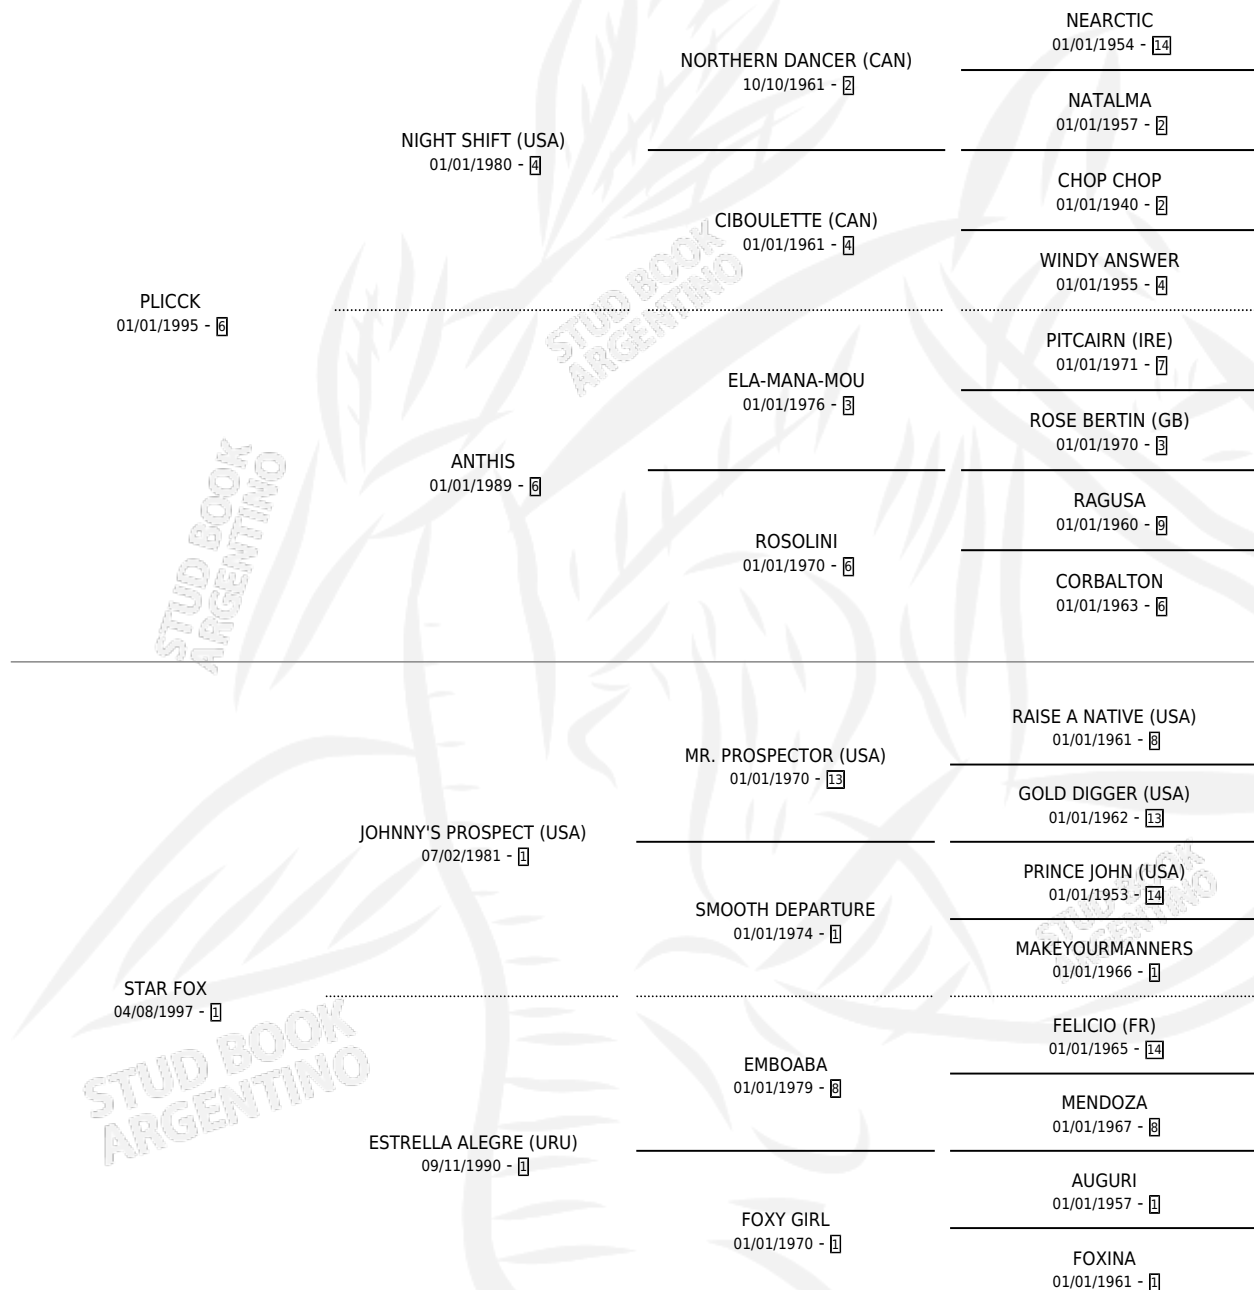 PLICCK
01/01/1995 - 6
NIGHT SHIFT (USA)
01/01/1980 - 4
ANTHIS
01/01/1989 - 6
NORTHERN DANCER (CAN)
10/10/1961 - 2
CIBOULETTE (CAN)
01/01/1961 - 4
ELA-MANA-MOU
01/01/1976 - 3
ROSOLINI
01/01/1970 - 6
NEARCTIC
01/01/1954 - 14
NATALMA
01/01/1957 - 2
CHOP CHOP
01/01/1940 - 2
WINDY ANSWER
01/01/1955 - 4
PITCAIRN (IRE)
01/01/1971 - 7
ROSE BERTIN (GB)
01/01/1970 - 3
RAGUSA
01/01/1960 - 9
CORBALTON
01/01/1963 - 6
STUD BOOK
ARGENTINO
STUD BOOK
ARGENTINO
STAR FOX
04/08/1997 - 1
JOHNNY'S PROSPECT (USA)
07/02/1981 - 1
ESTRELLA ALEGRE (URU)
09/11/1990 - 1
MR. PROSPECTOR (USA)
01/01/1970 - 13
SMOOTH DEPARTURE
01/01/1974 - 1
EMBOABA
01/01/1979 - 8
FOXY GIRL
01/01/1970 - 1
RAISE A NATIVE (USA)
01/01/1961 - 8
GOLD DIGGER (USA)
01/01/1962 - 13
PRINCE JOHN (USA)
01/01/1953 - 14
MAKEYOURMANNERS
01/01/1966 - 1
FELICIO (FR)
01/01/1965 - 14
MENDOZA
01/01/1967 - 8
AUGURI
01/01/1957 - 1
FOXINA
01/01/1961 - 1
STUD BOOK
ARGENTINO
STUD BOOK
ARGENTINO